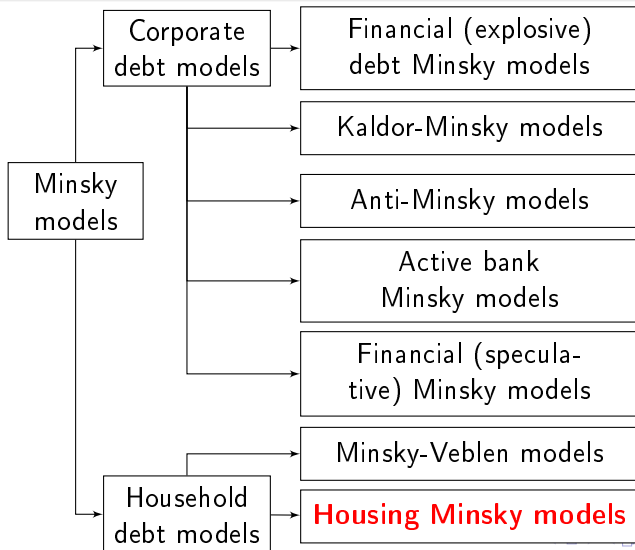 Corporate
debt models
Financial (explosive)
debt Minsky models
Kaldor-Minsky models
Minsky
models
Anti-Minsky models
Active bank
Minsky models
Financial (specula-
tive) Minsky models
Minsky-Veblen models
Household
debt models
Housing Minsky models